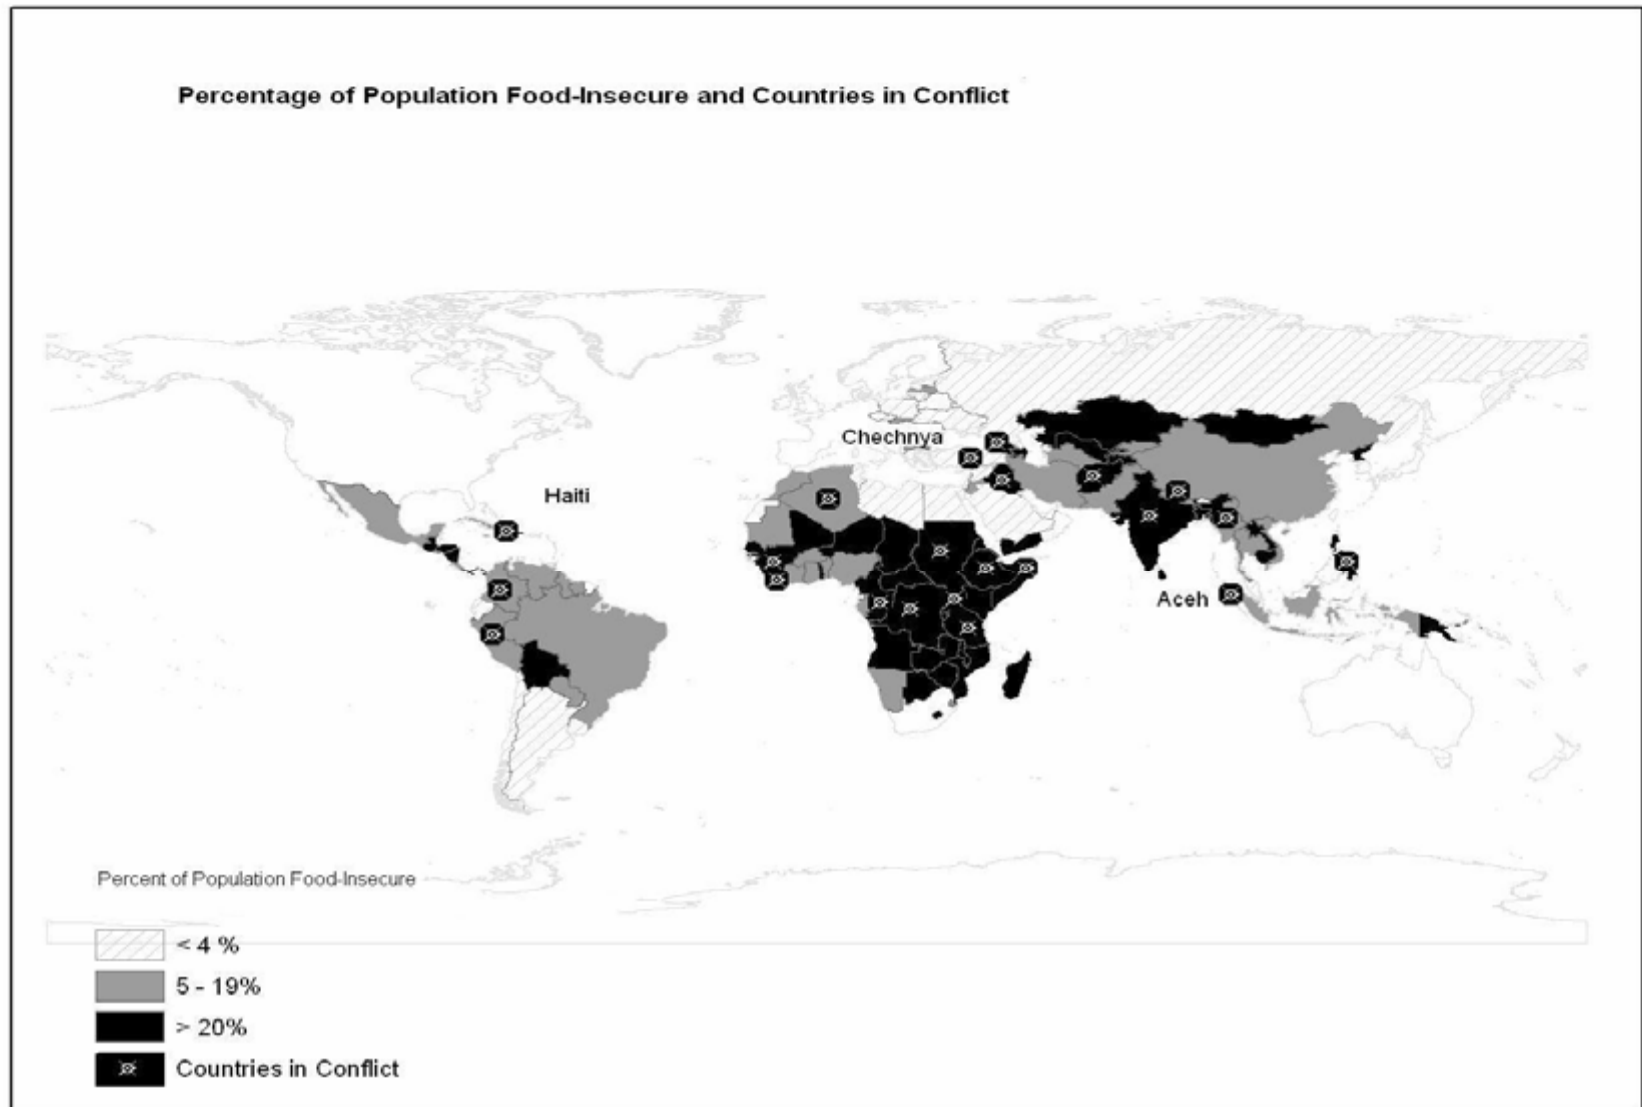 Percentage of Population Food-Insecure and Countries in Conflict
Chechnya
Haiti
Aceh
Percent of Population Food-Insecure
< 4 %
5 - 19%
> 20%
Countries in Conflict